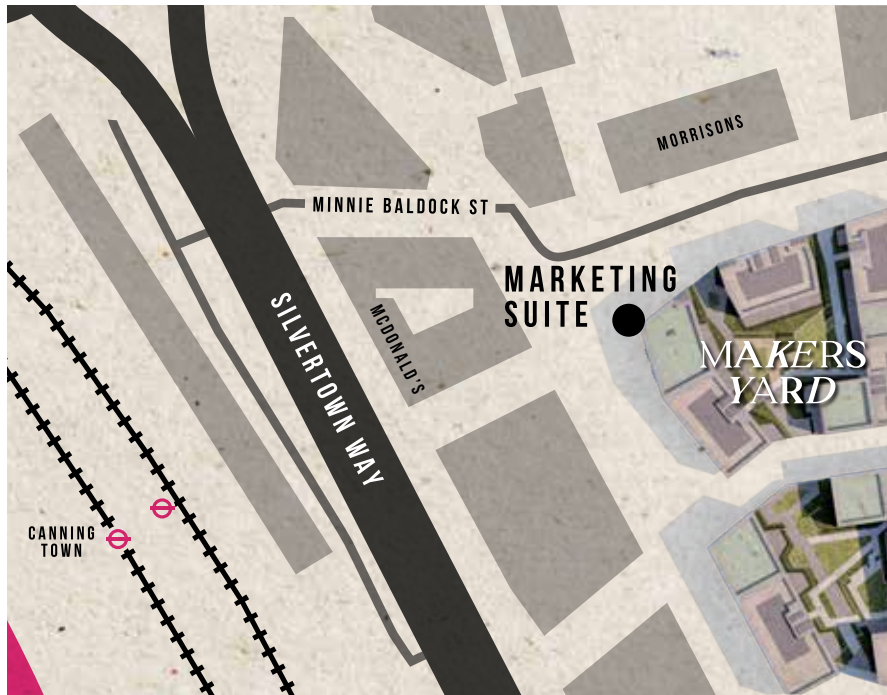 MORRISONS
MINNIE BALDOCK ST
MARKETING
SUITE
SILVERTOWN WAY
MCDONALD'S
MAKERS
YARD
CANNING
TOWN